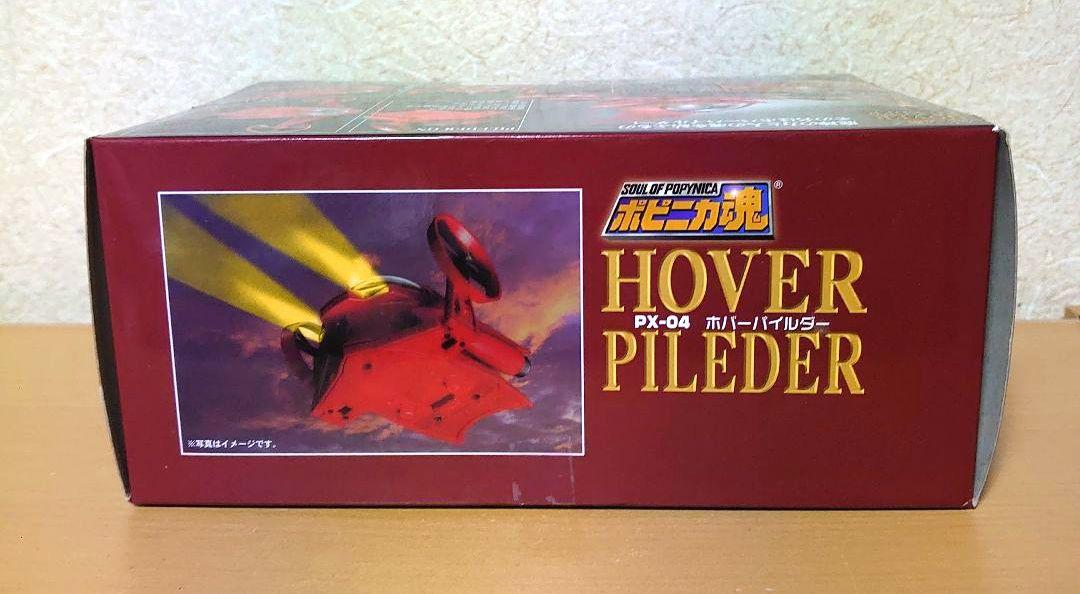 SOUL OF POPYNICA
ポピニカ魂®
HOVER
PX-04 ホバーパイルダー
PILEDER
※写真はイメージです。